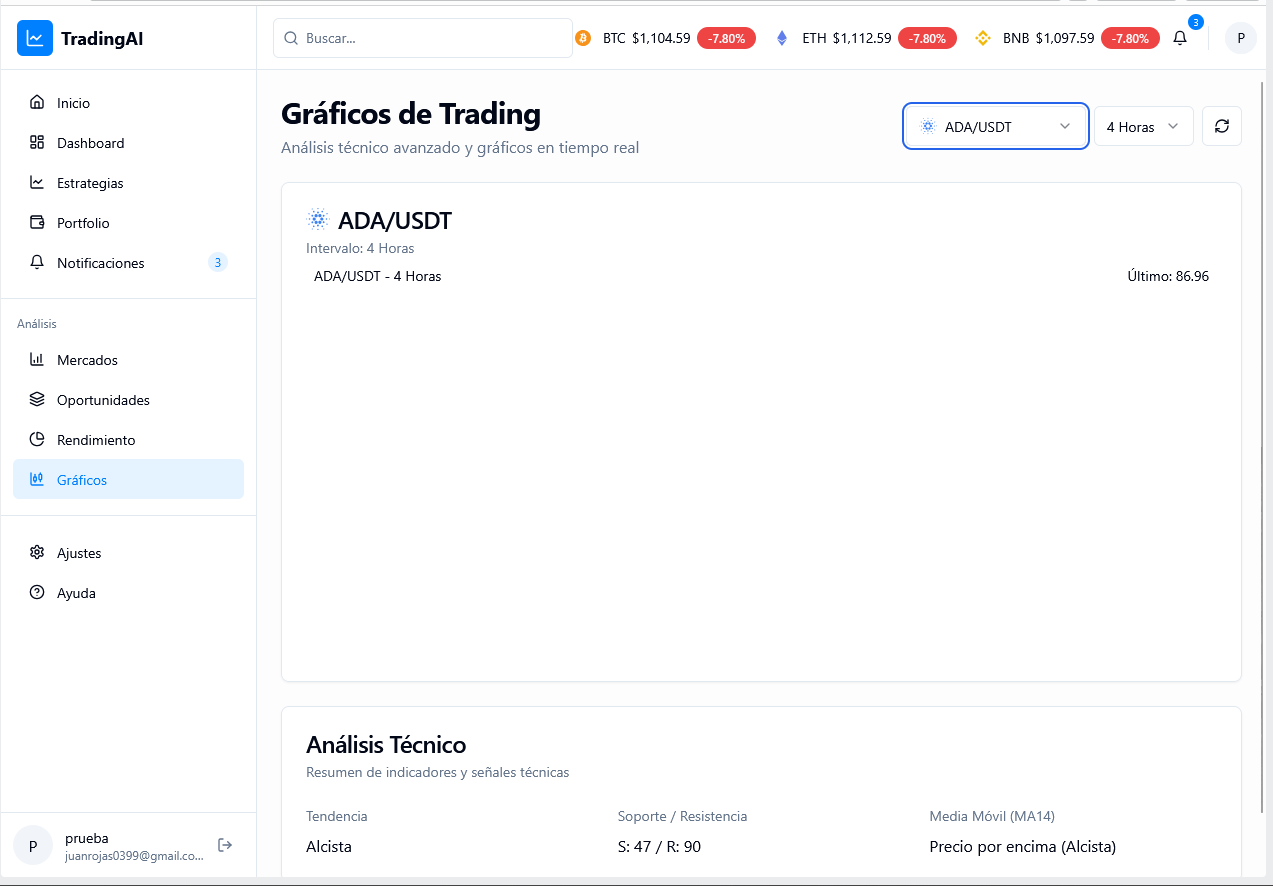 TradingAI
Buscar...
BTC $1,104.59 -7.80%
ETH $1,112.59 -7.80%
BNB $1,097.59 -7.80%
3
P
Inicio
Dashboard
Estrategias
Portfolio
Notificaciones 3
Análisis
Mercados
Oportunidades
Rendimiento
Gráficos
Ajustes
Ayuda
P
prueba
juanrojas0399@gmail.co...
Gráficos de Trading
Análisis técnico avanzado y gráficos en tiempo real
ADA/USDT
4 Horas
ADA/USDT
Intervalo: 4 Horas
ADA/USDT - 4 Horas
Último: 86.96
Análisis Técnico
Resumen de indicadores y señales técnicas
Tendencia
Alcista
Soporte / Resistencia
S: 47 / R: 90
Media Móvil (MA14)
Precio por encima (Alcista)